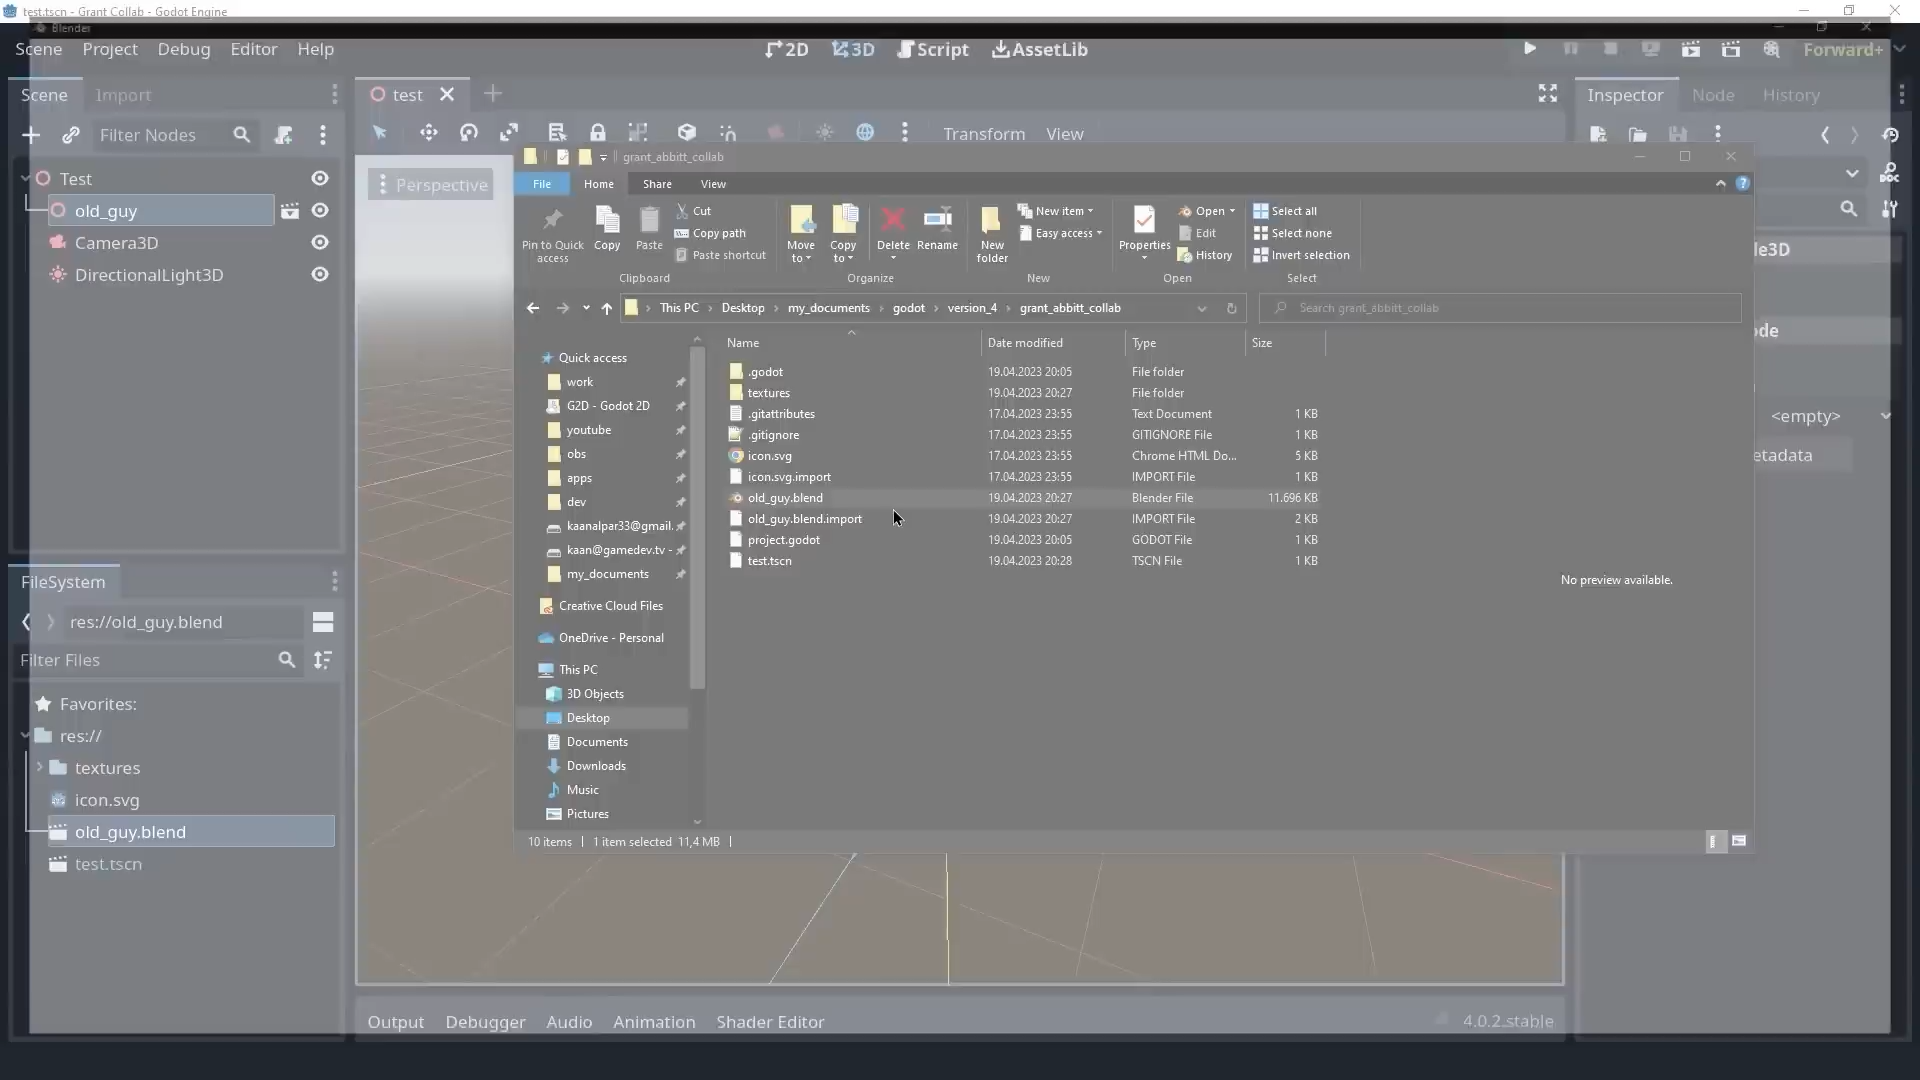 test.tscn - Grant Collab - Godot Engine
Blender
Scene Project Debug Editor Help
2D 3D Script AssetLib
Forward+
Scene Import
test
Inspector Node History
Filter Nodes
Transform View
Test
old_guy
Camera3D
DirectionalLight3D
Perspective
grant_abbitt_collab
File Home Share View
Pin to Quick access
Copy
Paste
Cut
Copy path
Paste shortcut
Clipboard
Move to
Copy to
Delete
Rename
Organize
New folder
New item
Easy access
New
Properties
Open
Edit
History
Open
Select all
Select none
Invert selection
Select
This PC Desktop my_documents godot version_4 grant_abbitt_collab
Search grant_abbitt_collab
Quick access
work
G2D - Godot 2D
youtube
obs
apps
dev
kaanalpar33@gmail.
kaan@gamedev.tv -
my_documents
Creative Cloud Files
OneDrive - Personal
This PC
3D Objects
Desktop
Documents
Downloads
Music
Pictures
Name Date modified Type Size
.godot 19.04.2023 20:05 File folder
textures 19.04.2023 20:27 File folder
.gitattributes 17.04.2023 23:55 Text Document 1 KB
.gitignore 17.04.2023 23:55 GITIGNORE File 1 KB
icon.svg 17.04.2023 23:55 Chrome HTML Do... 5 KB
icon.svg.import 17.04.2023 23:55 IMPORT File 1 KB
old_guy.blend 19.04.2023 20:27 Blender File 11.696 KB
old_guy.blend.import 19.04.2023 20:27 IMPORT File 2 KB
project.godot 19.04.2023 20:05 GODOT File 1 KB
test.tscn 19.04.2023 20:28 TSCN File 1 KB
No preview available.
10 items 1 item selected 11,4 MB
le3D
ode
<empty>
etadata
FileSystem
res://old_guy.blend
Filter Files
Favorites:
res://
textures
icon.svg
old_guy.blend
test.tscn
Output Debugger Audio Animation Shader Editor
4.0.2.stable